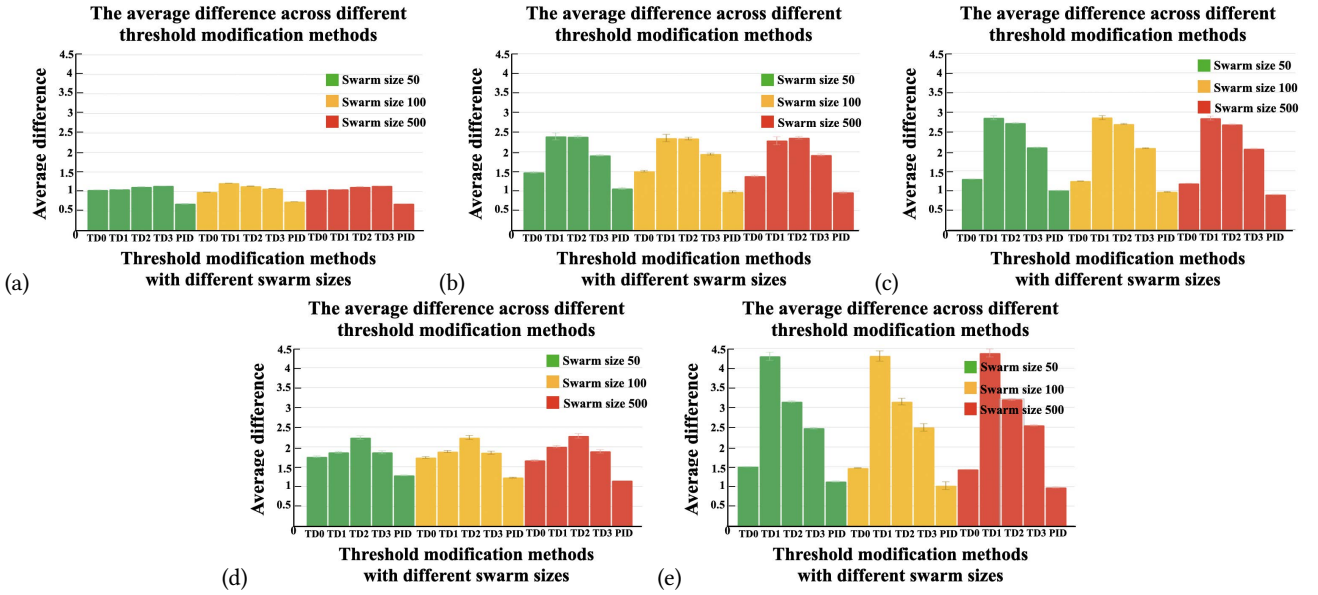 The average difference across different
threshold modification methods
4.5
4
3.5
3
2.5
2
1.5
1
0.5
0
Average difference
Swarm size 50
Swarm size 100
Swarm size 500
TD0 TD1 TD2 TD3 PID TD0 TD1 TD2 TD3 PID TD0 TD1 TD2 TD3 PID
Threshold modification methods
with different swarm sizes
(a)
The average difference across different
threshold modification methods
4.5
4
3.5
3
2.5
2
1.5
1
0.5
0
Average difference
Swarm size 50
Swarm size 100
Swarm size 500
TD0 TD1 TD2 TD3 PID TD0 TD1 TD2 TD3 PID TD0 TD1 TD2 TD3 PID
Threshold modification methods
with different swarm sizes
(b)
The average difference across different
threshold modification methods
4.5
4
3.5
3
2.5
2
1.5
1
0.5
0
Average difference
Swarm size 50
Swarm size 100
Swarm size 500
TD0 TD1 TD2 TD3 PID TD0 TD1 TD2 TD3 PID TD0 TD1 TD2 TD3 PID
Threshold modification methods
with different swarm sizes
(c)
The average difference across different
threshold modification methods
4.5
4
3.5
3
2.5
2
1.5
1
0.5
0
Average difference
Swarm size 50
Swarm size 100
Swarm size 500
TD0 TD1 TD2 TD3 PID TD0 TD1 TD2 TD3 PID TD0 TD1 TD2 TD3 PID
Threshold modification methods
with different swarm sizes
(d)
The average difference across different
threshold modification methods
4.5
4
3.5
3
2.5
2
1.5
1
0.5
0
Average difference
Swarm size 50
Swarm size 100
Swarm size 500
TD0 TD1 TD2 TD3 PID TD0 TD1 TD2 TD3 PID TD0 TD1 TD2 TD3 PID
Threshold modification methods
with different swarm sizes
(e)